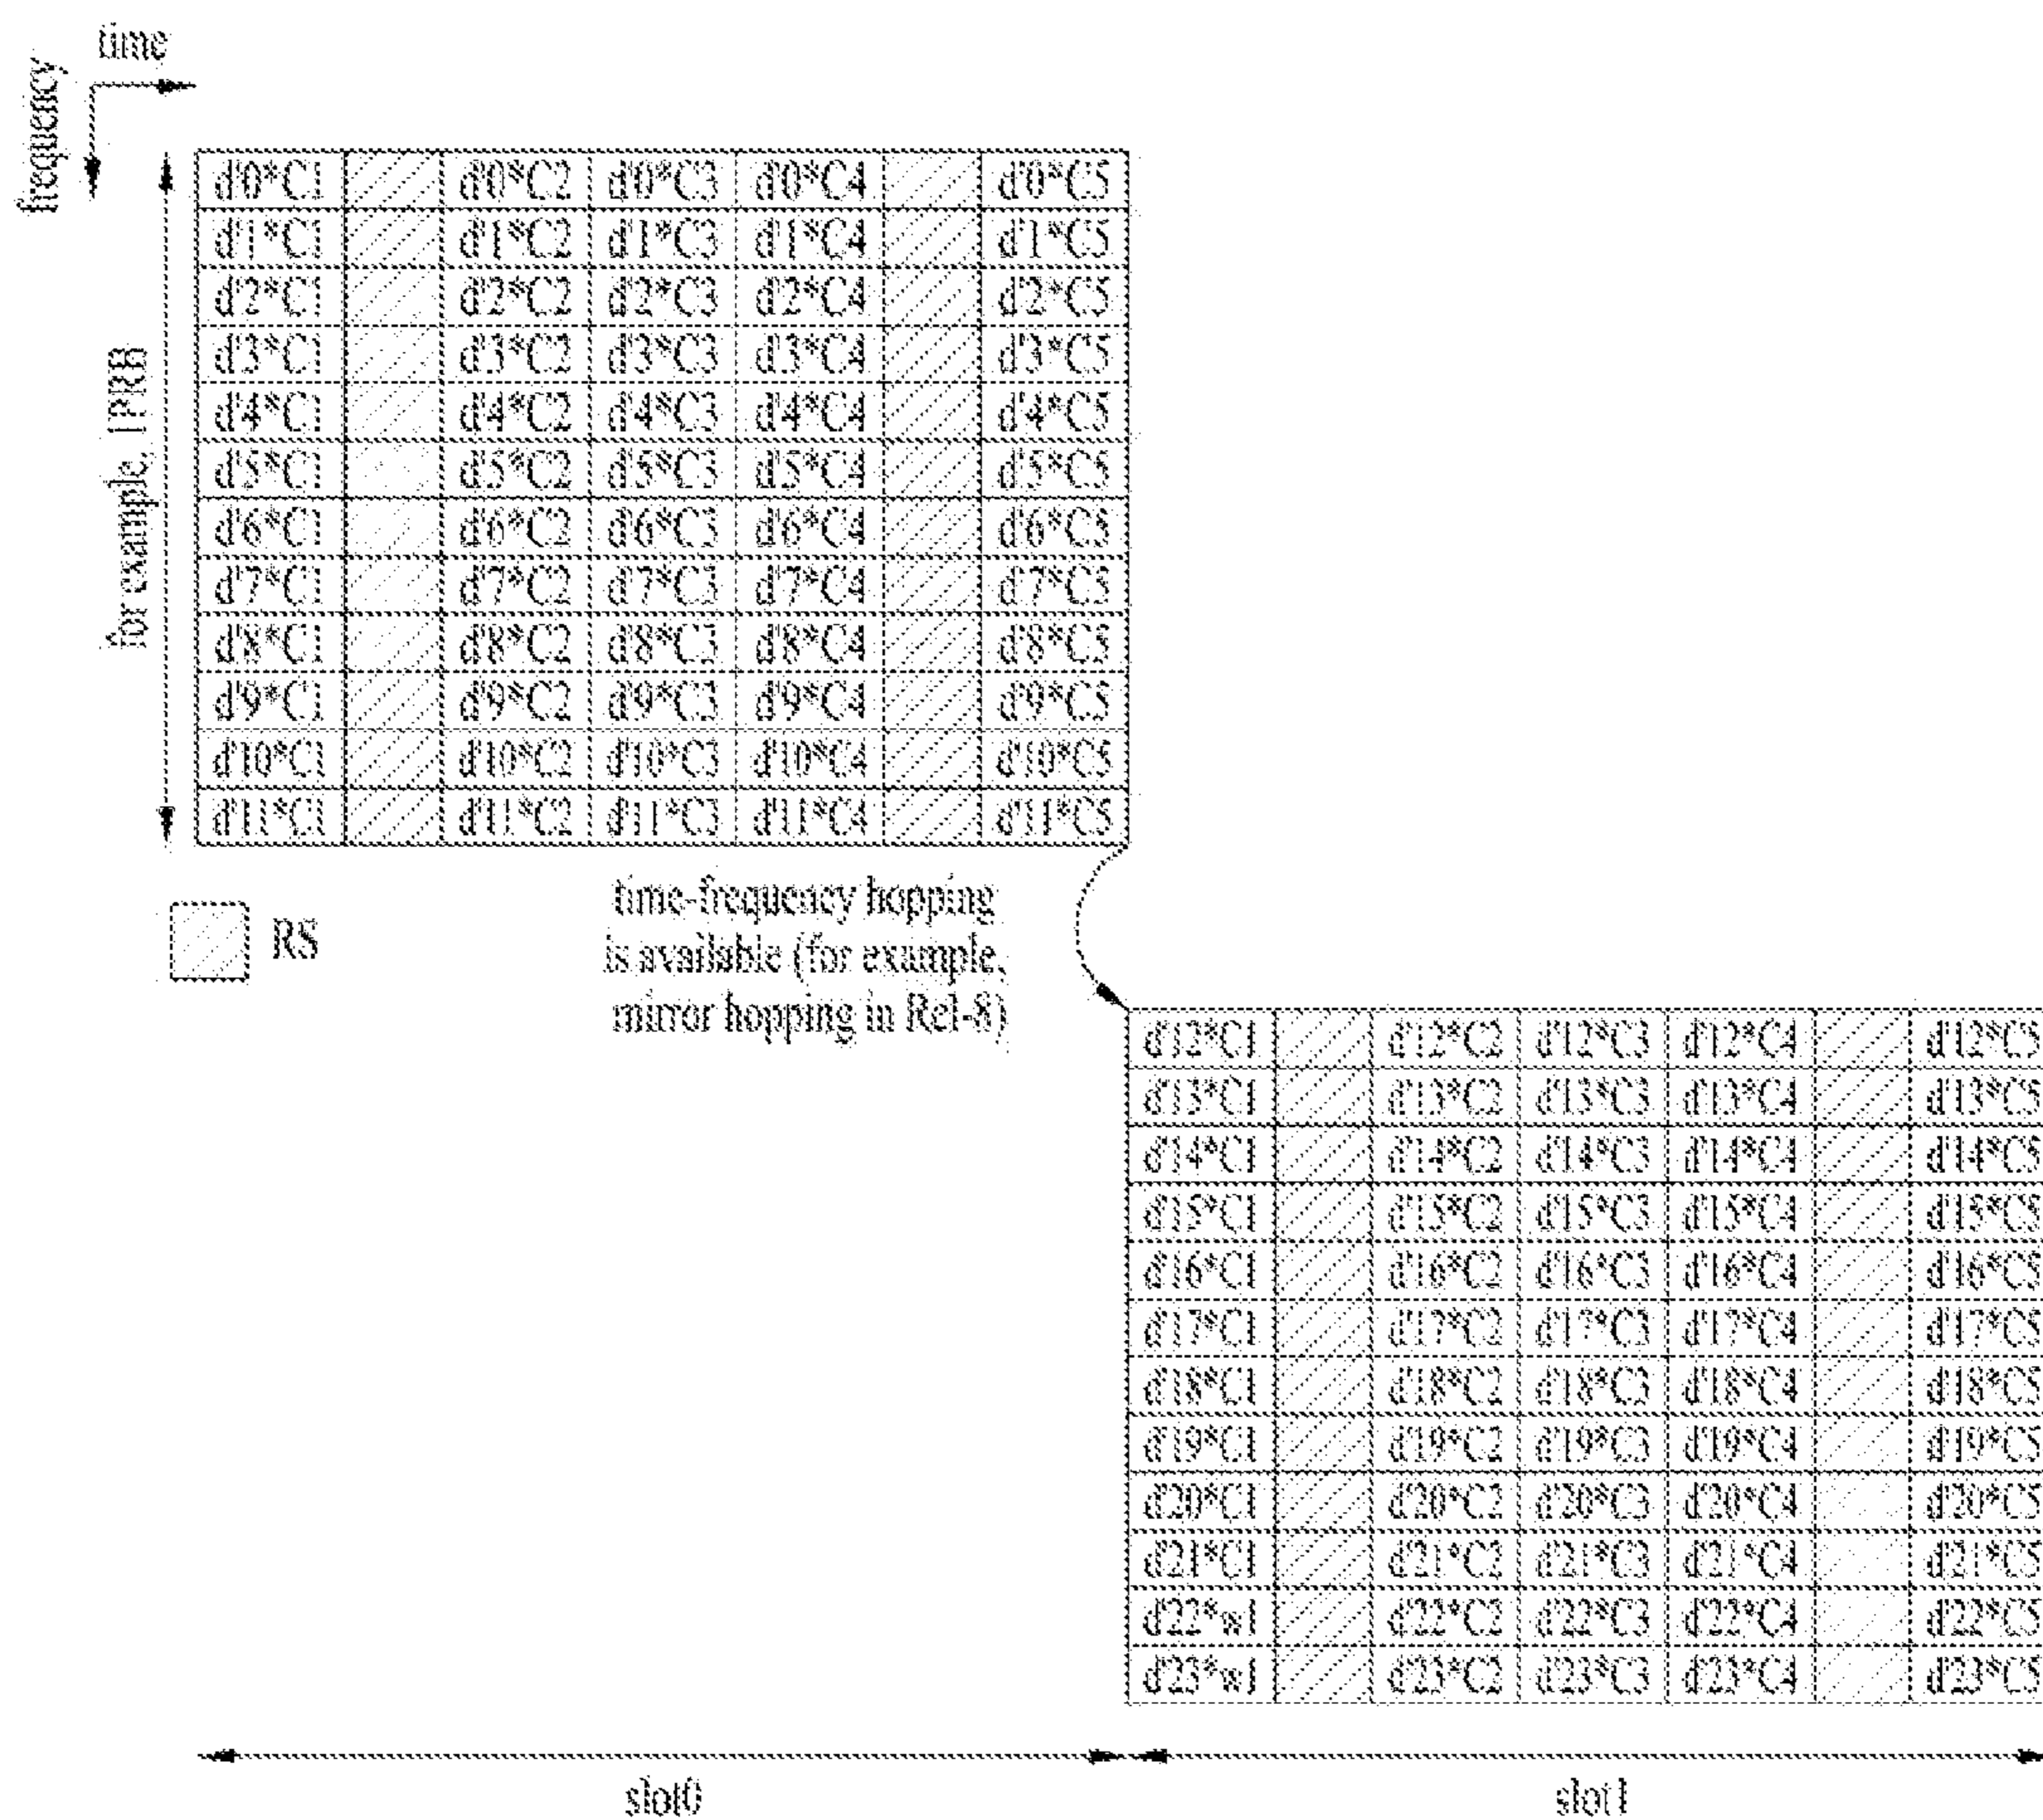 time
frequency
for example, 1PRB
d'0*C1 d'0*C2 d'0*C3 d'0*C4 d'0*C5
d'1*C1 d'1*C2 d'1*C3 d'1*C4 d'1*C5
d'2*C1 d'2*C2 d'2*C3 d'2*C4 d'2*C5
d'3*C1 d'3*C2 d'3*C3 d'3*C4 d'3*C5
d'4*C1 d'4*C2 d'4*C3 d'4*C4 d'4*C5
d'5*C1 d'5*C2 d'5*C3 d'5*C4 d'5*C5
d'6*C1 d'6*C2 d'6*C3 d'6*C4 d'6*C5
d'7*C1 d'7*C2 d'7*C3 d'7*C4 d'7*C5
d'8*C1 d'8*C2 d'8*C3 d'8*C4 d'8*C5
d'9*C1 d'9*C2 d'9*C3 d'9*C4 d'9*C5
d'10*C1 d'10*C2 d'10*C3 d'10*C4 d'10*C5
d'11*C1 d'11*C2 d'11*C3 d'11*C4 d'11*C5
RS
time-frequency hopping
is available (for example,
mirror hopping in Rel-8)
d'12*C1 d'12*C2 d'12*C3 d'12*C4 d'12*C5
d'13*C1 d'13*C2 d'13*C3 d'13*C4 d'13*C5
d'14*C1 d'14*C2 d'14*C3 d'14*C4 d'14*C5
d'15*C1 d'15*C2 d'15*C3 d'15*C4 d'15*C5
d'16*C1 d'16*C2 d'16*C3 d'16*C4 d'16*C5
d'17*C1 d'17*C2 d'17*C3 d'17*C4 d'17*C5
d'18*C1 d'18*C2 d'18*C3 d'18*C4 d'18*C5
d'19*C1 d'19*C2 d'19*C3 d'19*C4 d'19*C5
d'20*C1 d'20*C2 d'20*C3 d'20*C4 d'20*C5
d'21*C1 d'21*C2 d'21*C3 d'21*C4 d'21*C5
d'22*w1 d'22*C2 d'22*C3 d'22*C4 d'22*C5
d'23*w1 d'23*C2 d'23*C3 d'23*C4 d'23*C5
slot0 slot1